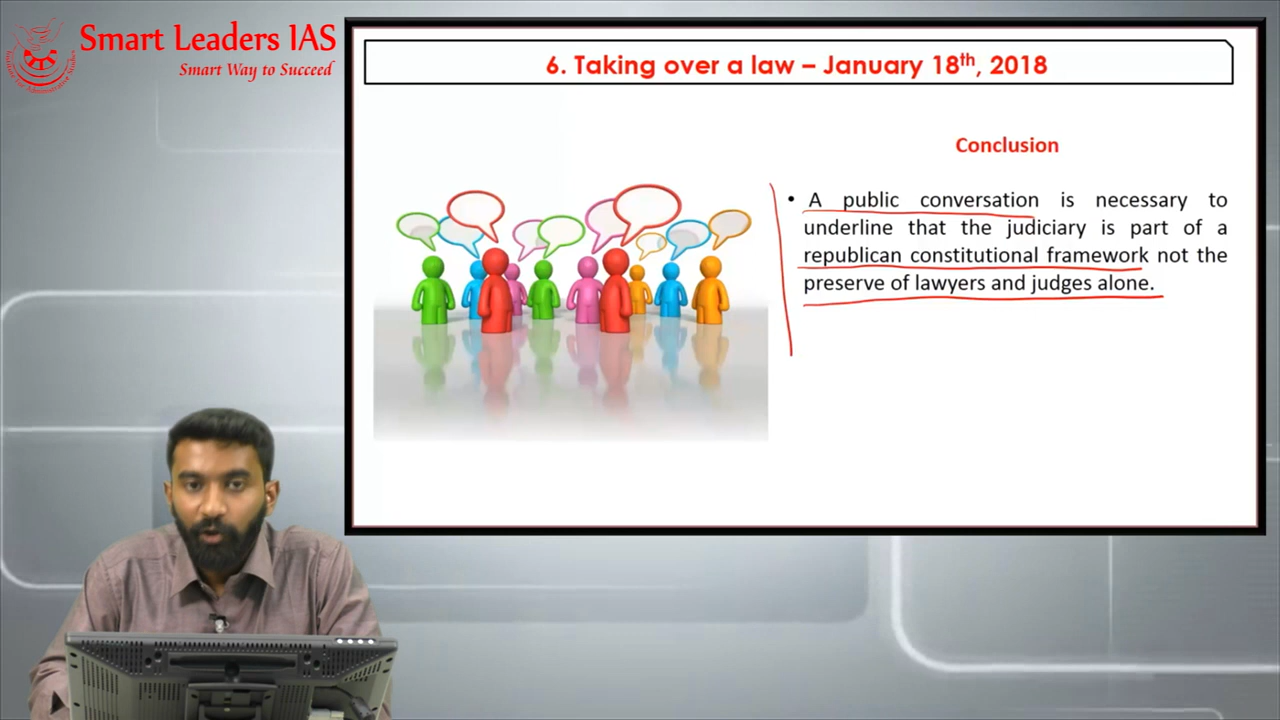 Smart Leaders IAS
Smart Way to Succeed
6. Taking over a law – January 18th, 2018
Conclusion
• A public conversation is necessary to
underline that the judiciary is part of a
republican constitutional framework not the
preserve of lawyers and judges alone.